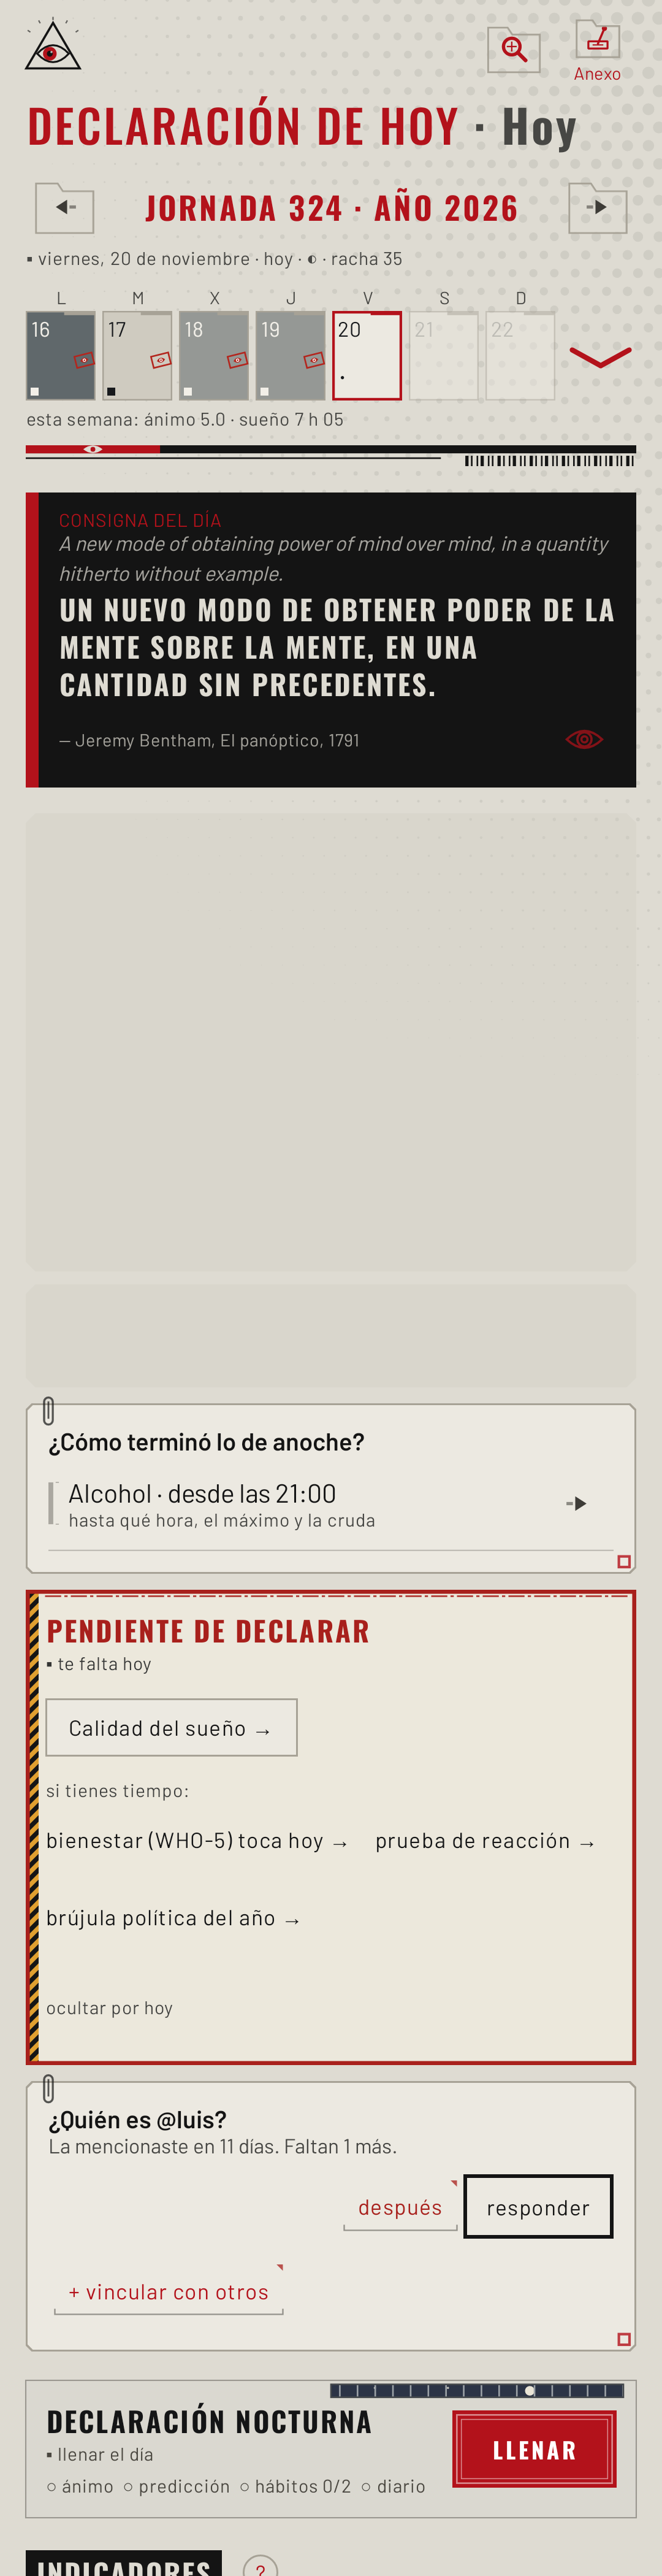 Anexo
DECLARACIÓN DE HOY · Hoy
JORNADA 324 · AÑO 2026
▪ viernes, 20 de noviembre · hoy · ◐ · racha 35
L M X J V S D
16 17 18 19 20 21 22
esta semana: ánimo 5.0 · sueño 7 h 05
CONSIGNA DEL DÍA
A new mode of obtaining power of mind over mind, in a quantity
hitherto without example.
UN NUEVO MODO DE OBTENER PODER DE LA
MENTE SOBRE LA MENTE, EN UNA
CANTIDAD SIN PRECEDENTES.
— Jeremy Bentham, El panóptico, 1791
¿Cómo terminó lo de anoche?
Alcohol · desde las 21:00
hasta qué hora, el máximo y la cruda
PENDIENTE DE DECLARAR
▪ te falta hoy
Calidad del sueño →
si tienes tiempo:
bienestar (WHO-5) toca hoy → prueba de reacción →
brújula política del año →
ocultar por hoy
¿Quién es @luis?
La mencionaste en 11 días. Faltan 1 más.
después responder
+ vincular con otros
DECLARACIÓN NOCTURNA
▪ llenar el día
○ ánimo ○ predicción ○ hábitos 0/2 ○ diario
LLENAR
INDICADORES ?